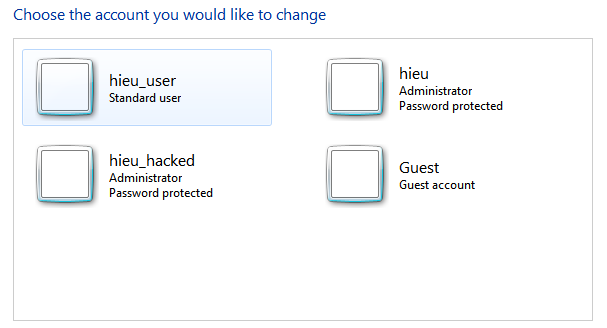 Choose the account you would like to change
hieu_user
Standard user
hieu
Administrator
Password protected
hieu_hacked
Administrator
Password protected
Guest
Guest account